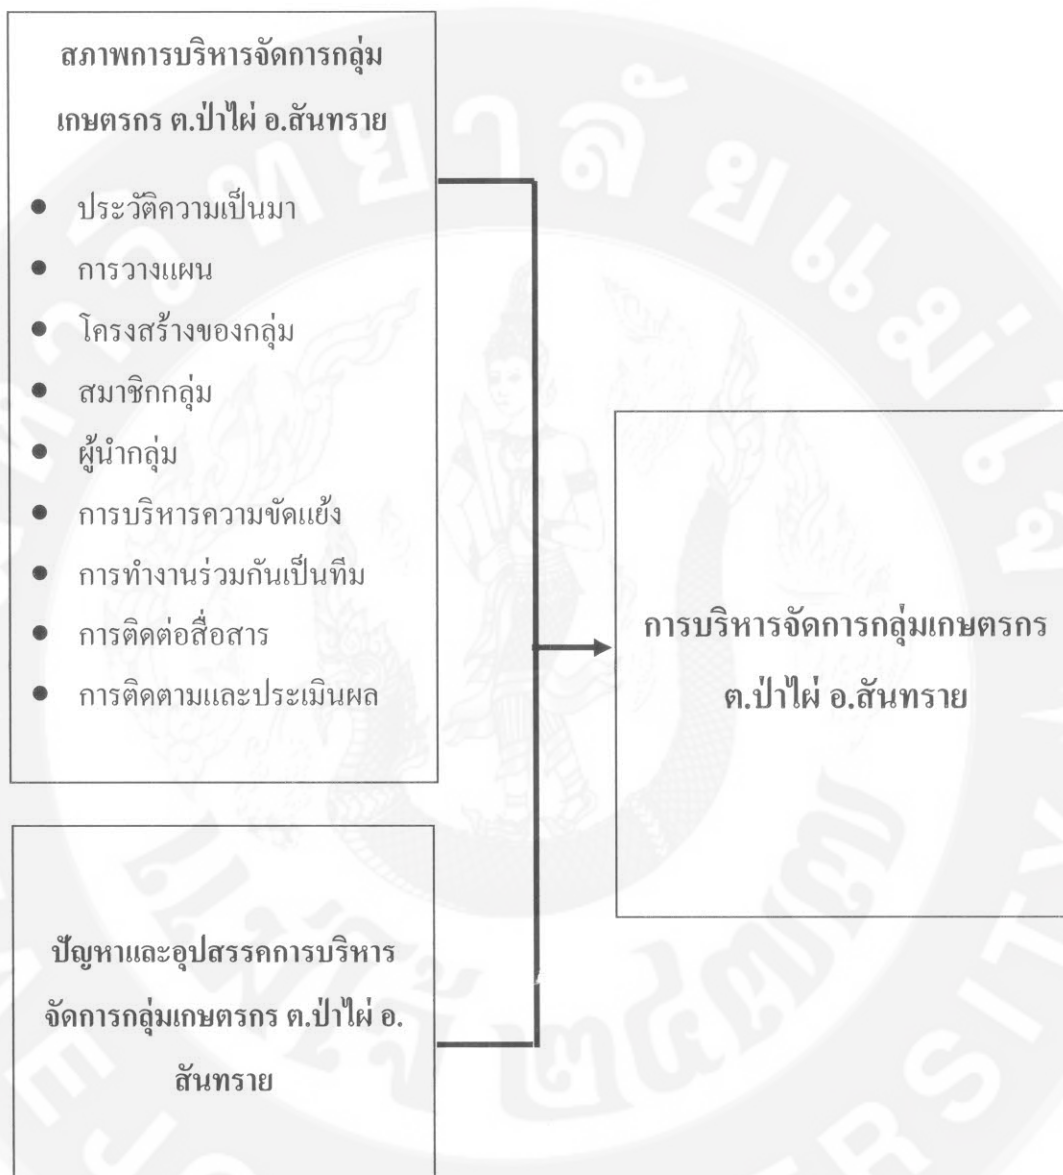 สภาพการบริหารจัดการกลุ่ม
เกษตรกร ต.ป่าไผ่ อ.สันทราย
● ประวัติความเป็นมา
● การวางแผน
● โครงสร้างของกลุ่ม
● สมาชิกกลุ่ม
● ผู้นำกลุ่ม
● การบริหารความขัดแย้ง
● การทำงานร่วมกันเป็นทีม
● การติดต่อสื่อสาร
● การติดตามและประเมินผล
การบริหารจัดการกลุ่มเกษตรกร
ต.ป่าไผ่ อ.สันทราย
ปัญหาและอุปสรรคการบริหาร
จัดการกลุ่มเกษตรกร ต.ป่าไผ่ อ.
สันทราย